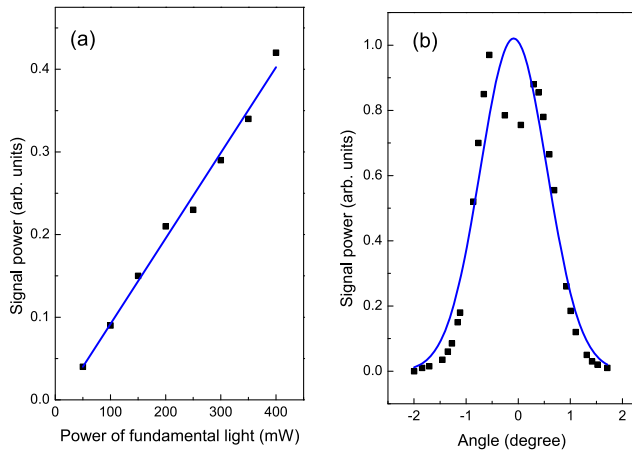 (a)
Signal power (arb. units)
0.4
0.3
0.2
0.1
0.0
0 100 200 300 400
Power of fundamental light (mW)
(b)
Signal power (arb. units)
1.0
0.8
0.6
0.4
0.2
0.0
-2 -1 0 1 2
Angle (degree)